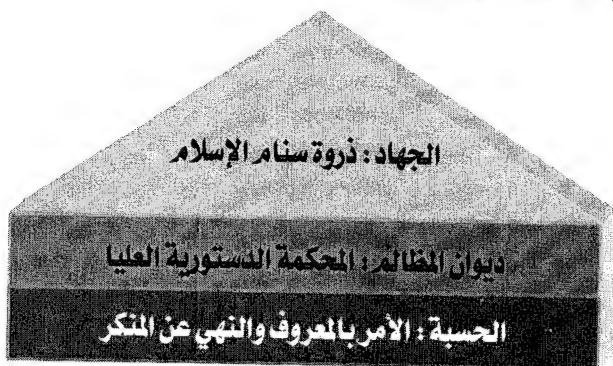 الجهاد : ذروة سنام الإسلام
ديوان المظالم : المحكمة الدستورية العليا
الحسبة : الأمر بالمعروف والنهي عن المنكر